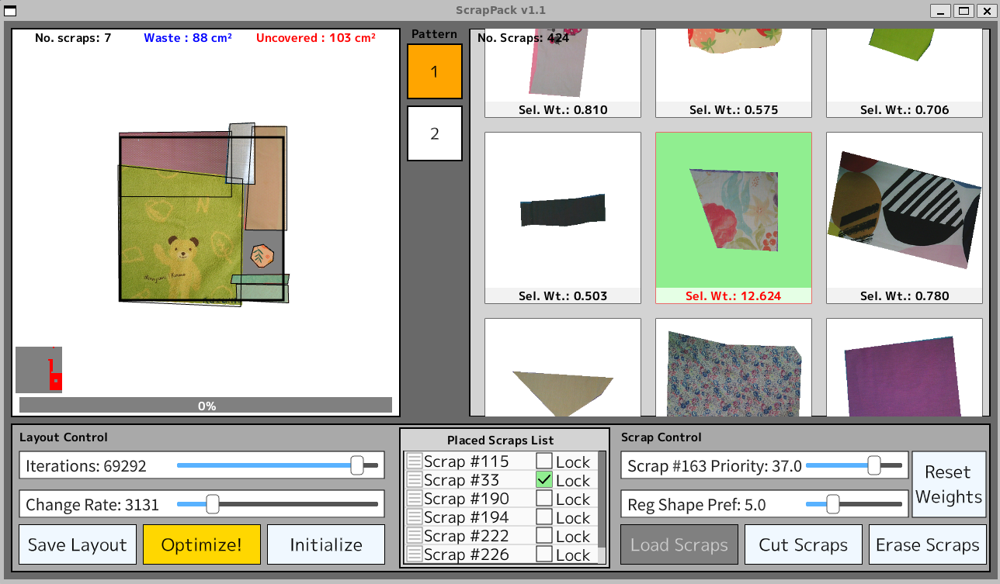 ScrapPack v1.1
No. scraps: 7
Waste : 88 cm²
Uncovered : 103 cm²
0%
Pattern
1
2
No. Scraps: 424
Sel. Wt.: 0.810
Sel. Wt.: 0.575
Sel. Wt.: 0.706
Sel. Wt.: 0.503
Sel. Wt.: 12.624
Sel. Wt.: 0.780
Layout Control
Iterations: 69292
Change Rate: 3131
Save Layout
Optimize!
Initialize
Placed Scraps List
Scrap #115 Lock
Scrap #33 Lock
Scrap #190 Lock
Scrap #194 Lock
Scrap #222 Lock
Scrap #226 Lock
Scrap Control
Scrap #163 Priority: 37.0
Reg Shape Pref: 5.0
Reset
Weights
Load Scraps
Cut Scraps
Erase Scraps